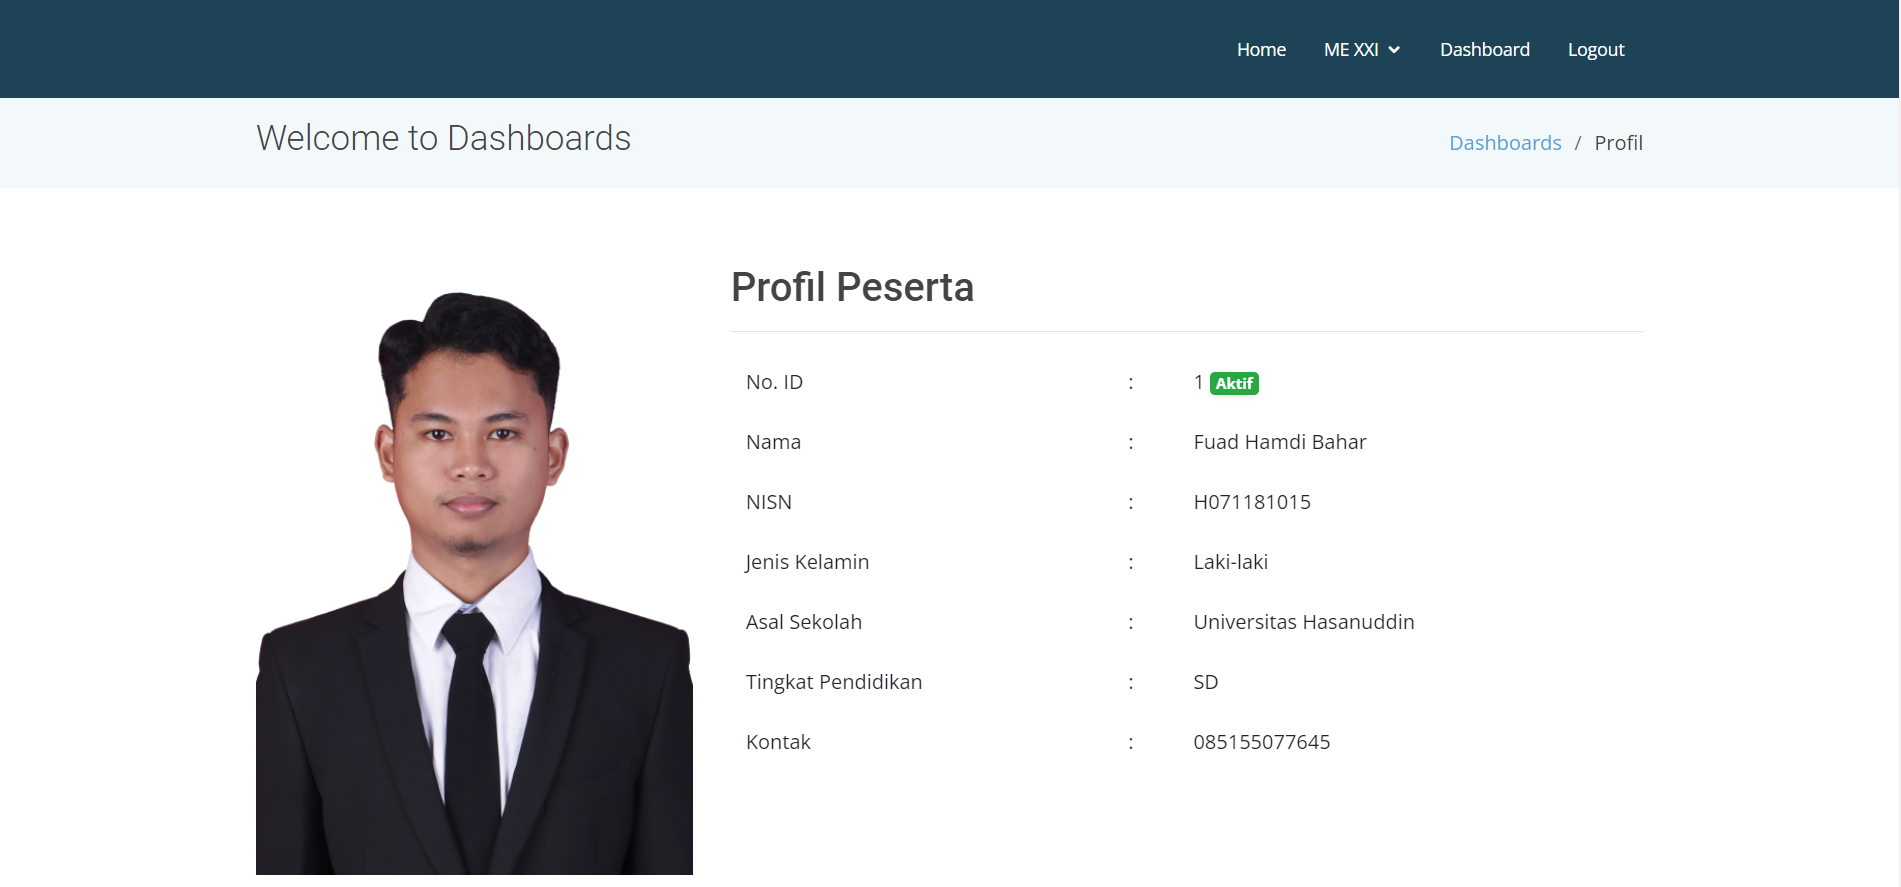 Home ME XXI Dashboard Logout
Welcome to Dashboards
Dashboards / Profil
Profil Peserta
No. ID : 1 Aktif
Nama : Fuad Hamdi Bahar
NISN : H071181015
Jenis Kelamin : Laki-laki
Asal Sekolah : Universitas Hasanuddin
Tingkat Pendidikan : SD
Kontak : 085155077645